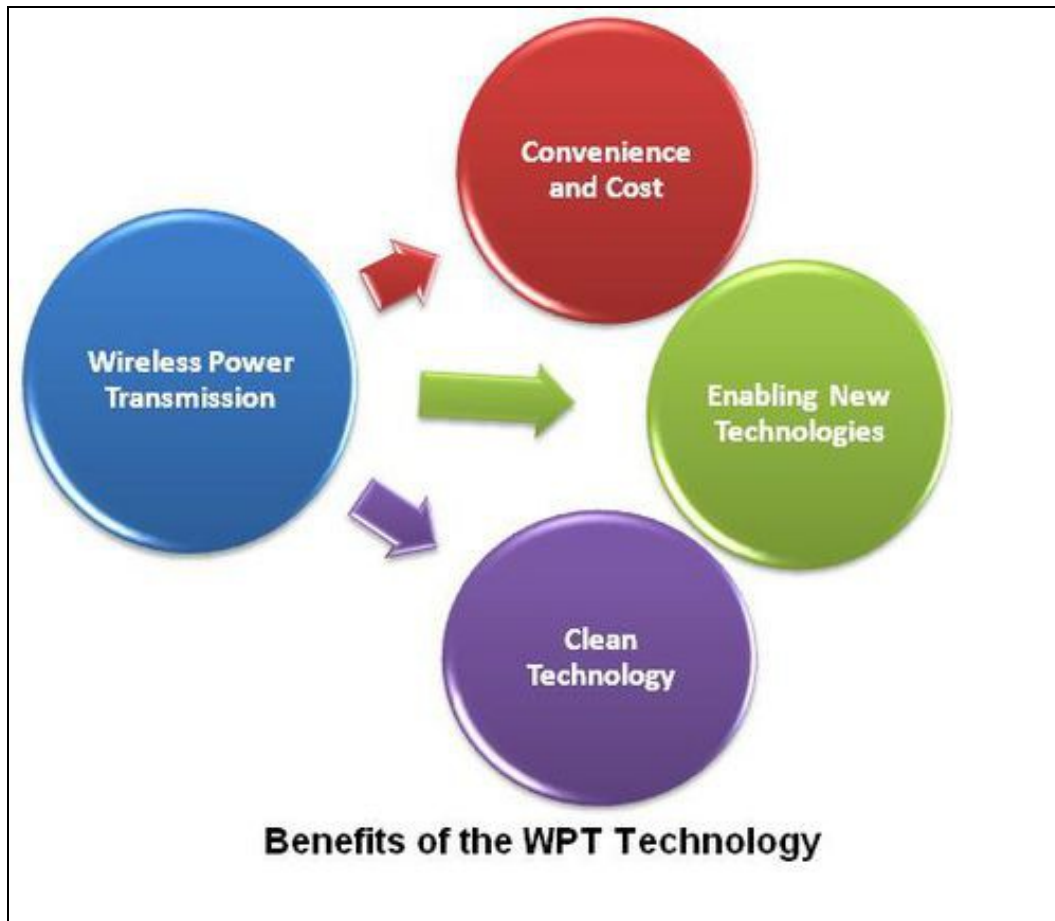 Convenience
and Cost
Wireless Power
Transmission
Enabling New
Technologies
Clean
Technology
Benefits of the WPT Technology